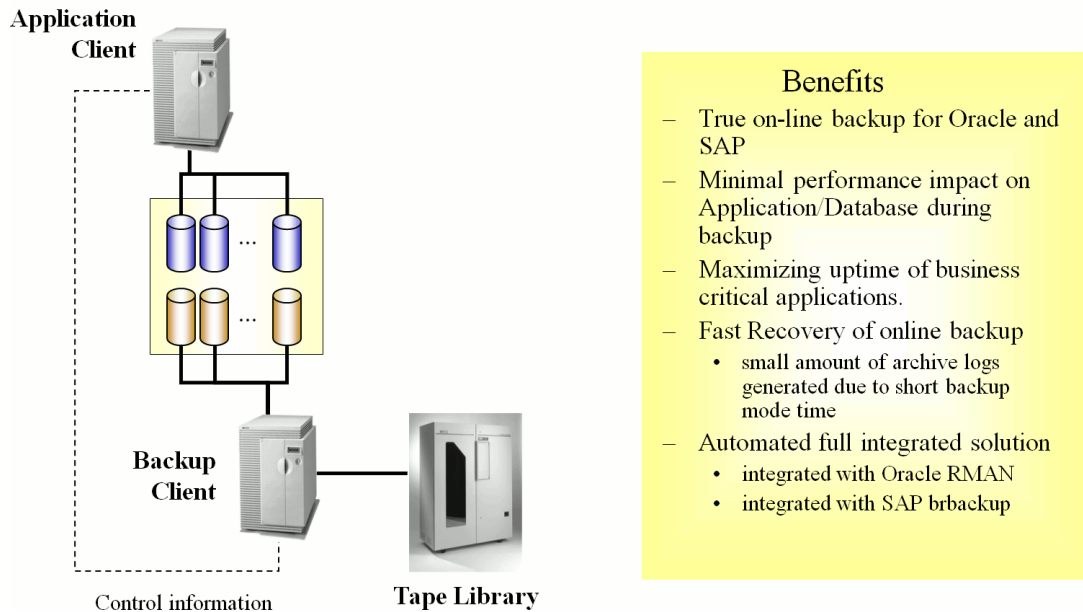 Application
Client
...
...
Backup
Client
Control information
Tape Library
Benefits
– True on-line backup for Oracle and
SAP
– Minimal performance impact on
Application/Database during
backup
– Maximizing uptime of business
critical applications.
– Fast Recovery of online backup
• small amount of archive logs
generated due to short backup
mode time
– Automated full integrated solution
• integrated with Oracle RMAN
• integrated with SAP brbackup